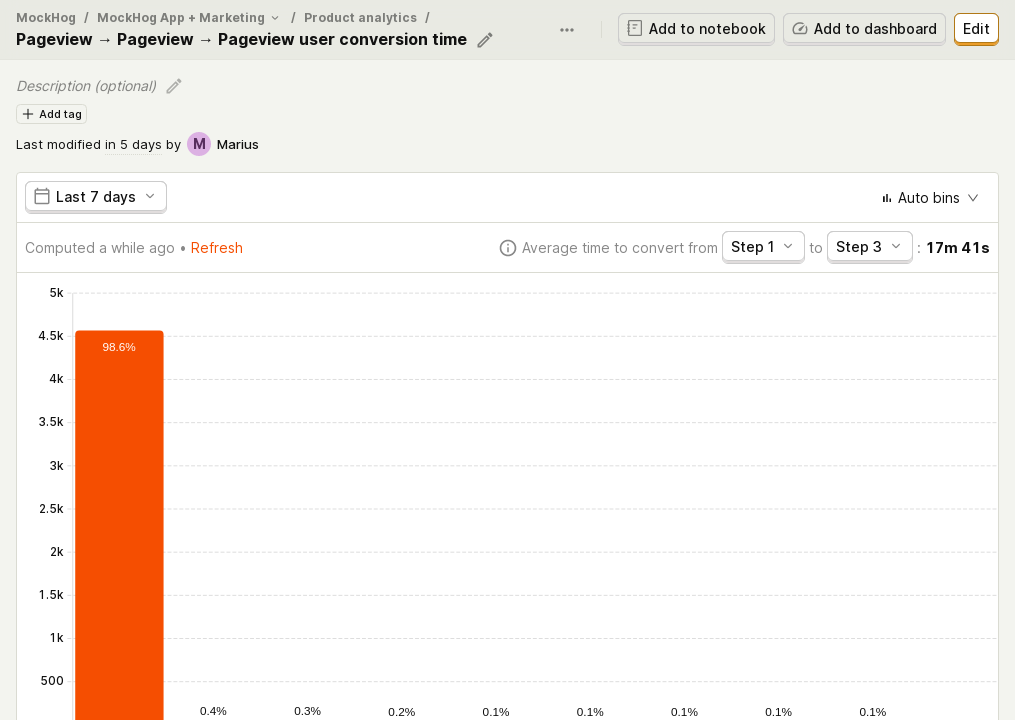 MockHog / MockHog App + Marketing / Product analytics /
Pageview → Pageview → Pageview user conversion time
Add to notebook
Add to dashboard
Edit
Description (optional)
Add tag
Last modified in 5 days by M Marius
Last 7 days
Auto bins
Computed a while ago • Refresh
Average time to convert from Step 1 to Step 3 : 17m 41s
5k
4.5k
98.6%
4k
3.5k
3k
2.5k
2k
1.5k
1k
500
0.4% 0.3% 0.2% 0.1% 0.1% 0.1% 0.1% 0.1%